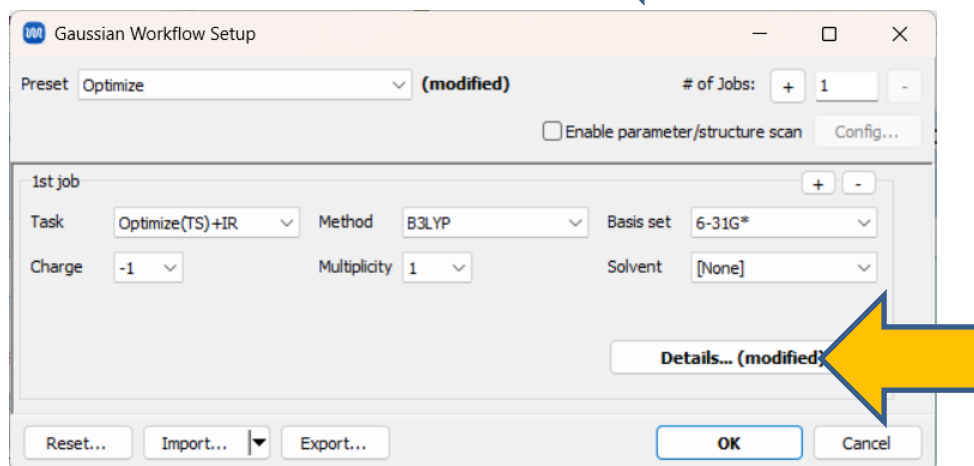 Gaussian Workflow Setup
Preset Optimize (modified) # of Jobs: + 1 -
Enable parameter/structure scan Config...
1st job + -
Task Optimize(TS)+IR Method B3LYP Basis set 6-31G*
Charge -1 Multiplicity 1 Solvent [None]
Details... (modified)
Reset... Import... Export... OK Cancel